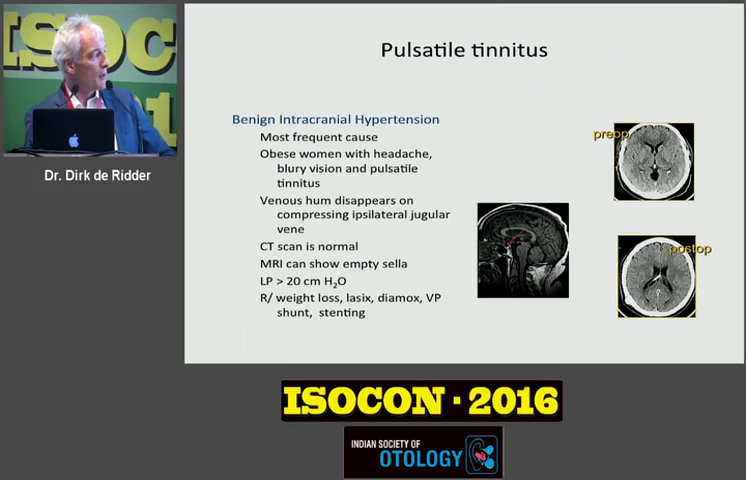 ISOC
Dr. Dirk de Ridder
Pulsatile tinnitus
Benign Intracranial Hypertension
Most frequent cause
Obese women with headache,
blury vision and pulsatile
tinnitus
Venous hum disappears on
compressing ipsilateral jugular
vene
CT scan is normal
MRI can show empty sella
LP > 20 cm H₂O
R/ weight loss, lasix, diamox, VP
shunt, stenting
preop
postop
ISOCON · 2016
INDIAN SOCIETY OF
OTOLOGY